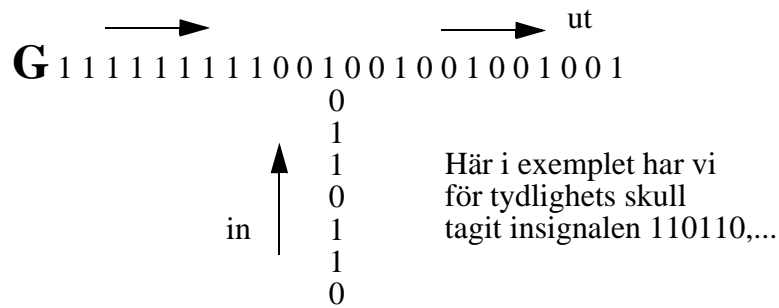 ut
G 1 1 1 1 1 1 1 1 1 0 0 1 0 0 1 0 0 1 0 0 1 0 0 1
0
1
1
0
1
1
0
in
Här i exemplet har vi
för tydlighets skull
tagit insignalen 110110,...